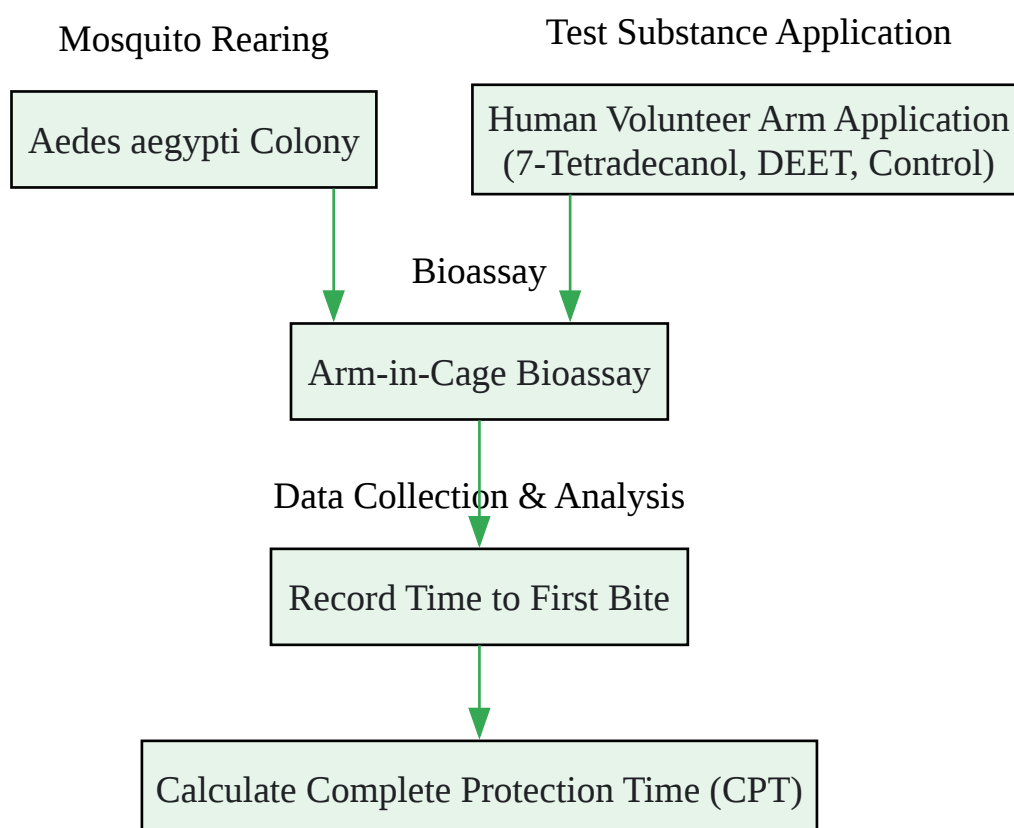 Mosquito Rearing
Test Substance Application
Aedes aegypti Colony
Human Volunteer Arm Application
(7-Tetradecanol, DEET, Control)
Bioassay
Arm-in-Cage Bioassay
Data Collection & Analysis
Record Time to First Bite
Calculate Complete Protection Time (CPT)